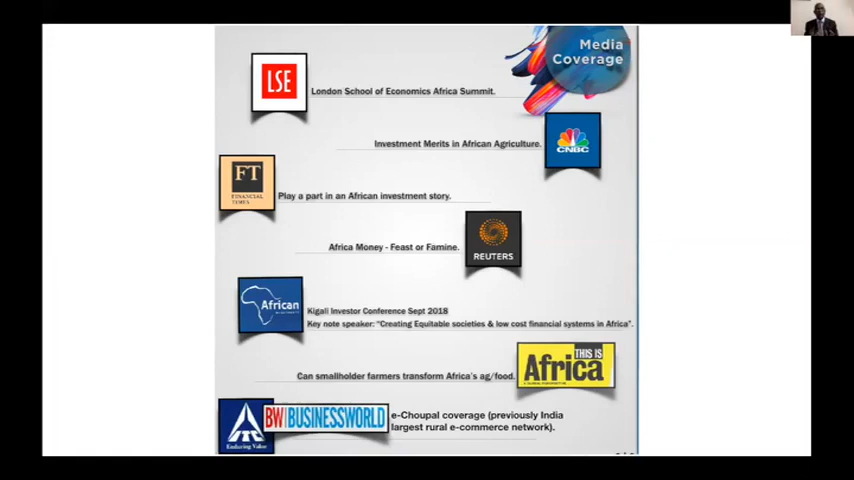 Media
Coverage
LSE
London School of Economics Africa Summit.
Investment Merits in African Agriculture.
CNBC
FT
FINANCIAL
TIMES
Play a part in an African investment story.
Africa Money - Feast or Famine.
REUTERS
African
Kigali Investor Conference Sept 2018
Key note speaker: “Creating Equitable societies & low cost financial systems in Africa”.
Can smallholder farmers transform Africa's ag/food.
THIS IS
Africa
A GLOBAL PERSPECTIVE
BW BUSINESSWORLD
Enduring Value
e-Choupal coverage (previously India
largest rural e-commerce network).